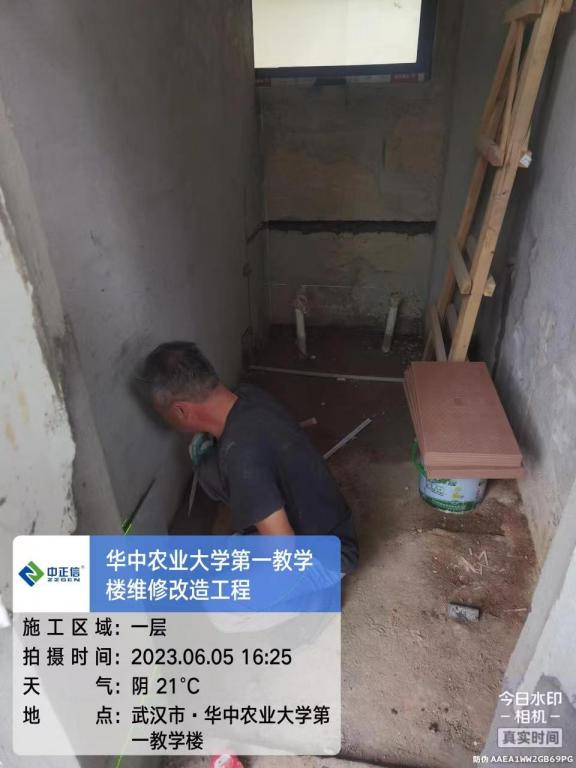 中正信®
ZZGEN
华中农业大学第一教学
楼维修改造工程
施工区域：一层
拍摄时间：2023.06.05 16:25
天气：阴 21℃
地点：武汉市·华中农业大学第
一教学楼
今日水印
-相机-
真实时间
防伪 AAEA1WW2GB69PG